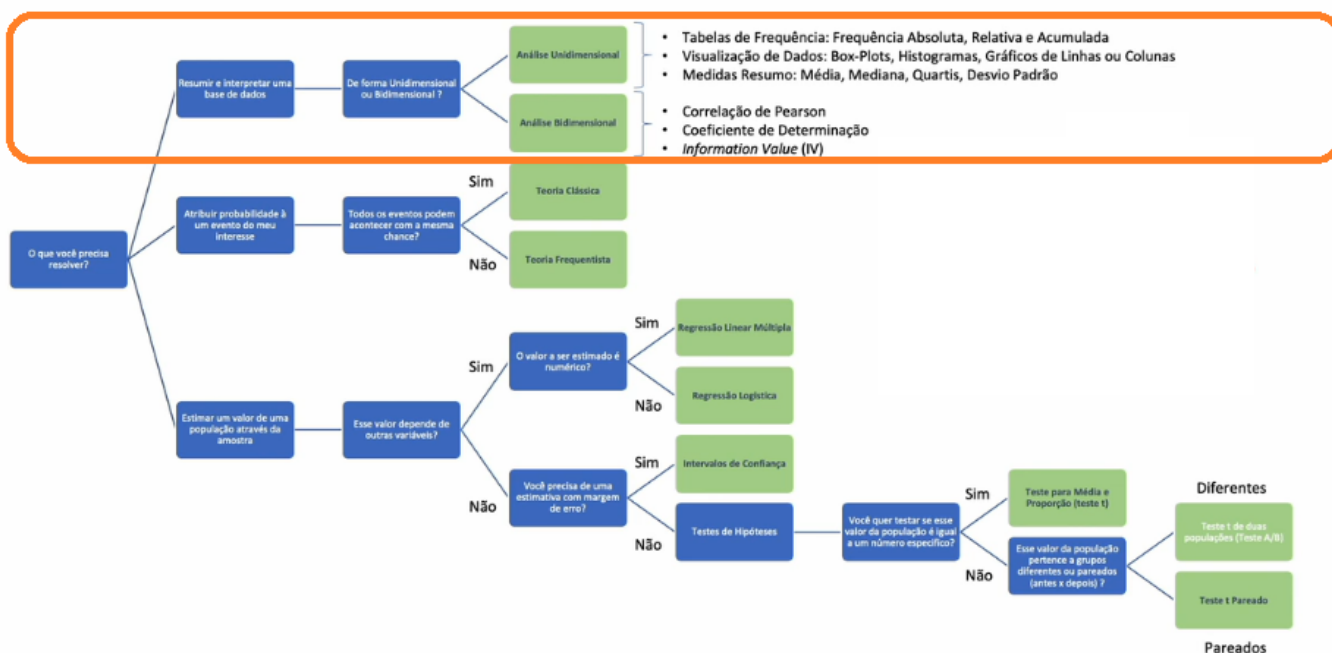 Resumir e interpretar uma
base de dados
De forma Unidimensional
ou Bidimensional ?
Análise Unidimensional
• Tabelas de Frequência: Frequência Absoluta, Relativa e Acumulada
• Visualização de Dados: Box-Plots, Histogramas, Gráficos de Linhas ou Colunas
• Medidas Resumo: Média, Mediana, Quartis, Desvio Padrão
Análise Bidimensional
• Correlação de Pearson
• Coeficiente de Determinação
• Information Value (IV)
O que você precisa
resolver?
Atribuir probabilidade à
um evento do meu
interesse
Todos os eventos podem
acontecer com a mesma
chance?
Sim
Teoria Clássica
Não
Teoria Frequentista
Estimar um valor de uma
população através da
amostra
Esse valor depende de
outras variáveis?
Sim
O valor a ser estimado é
numérico?
Sim
Regressão Linear Múltipla
Não
Regressão Logística
Não
Você precisa de uma
estimativa com margem
de erro?
Sim
Intervalos de Confiança
Não
Testes de Hipóteses
Você quer testar se esse
valor da população é igual
a um número específico?
Sim
Teste para Média e
Proporção (teste t)
Não
Esse valor da população
pertence a grupos
diferentes ou pareados
(antes x depois) ?
Diferentes
Teste t de duas
populações (Teste A/B)
Teste t Pareado
Pareados